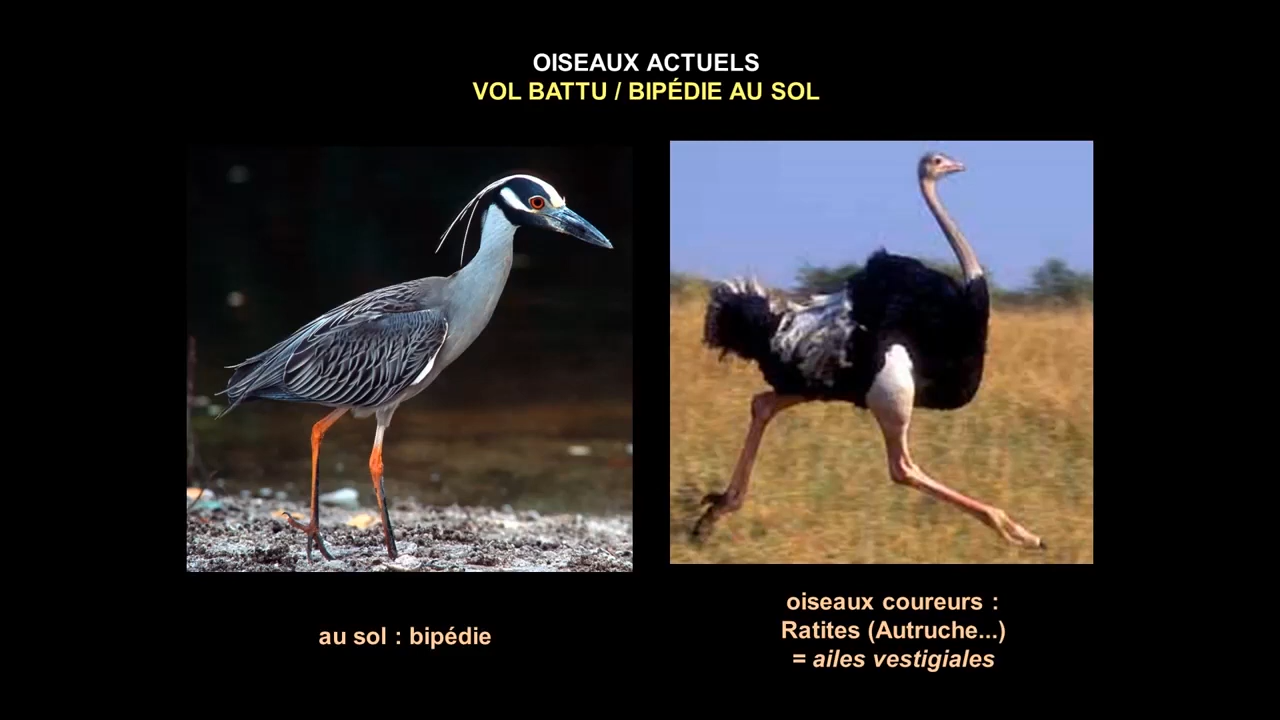 OISEAUX ACTUELS
VOL BATTU / BIPÉDIE AU SOL
au sol : bipédie
oiseaux coureurs :
Ratites (Autruche...)
= ailes vestigiales